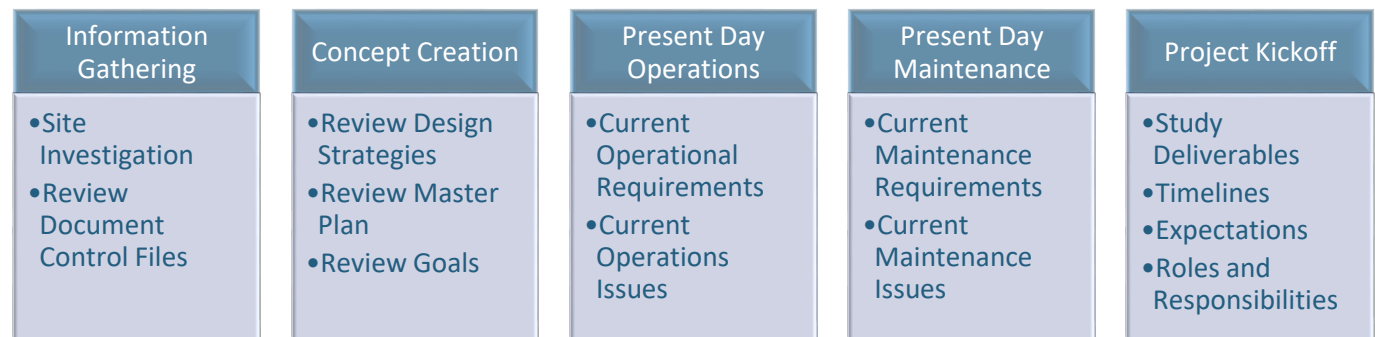 Information
Gathering
•Site
Investigation
•Review
Document
Control Files
Concept Creation
•Review Design
Strategies
•Review Master
Plan
•Review Goals
Present Day
Operations
•Current
Operational
Requirements
•Current
Operations
Issues
Present Day
Maintenance
•Current
Maintenance
Requirements
•Current
Maintenance
Issues
Project Kickoff
•Study
Deliverables
•Timelines
•Expectations
•Roles and
Responsibilities